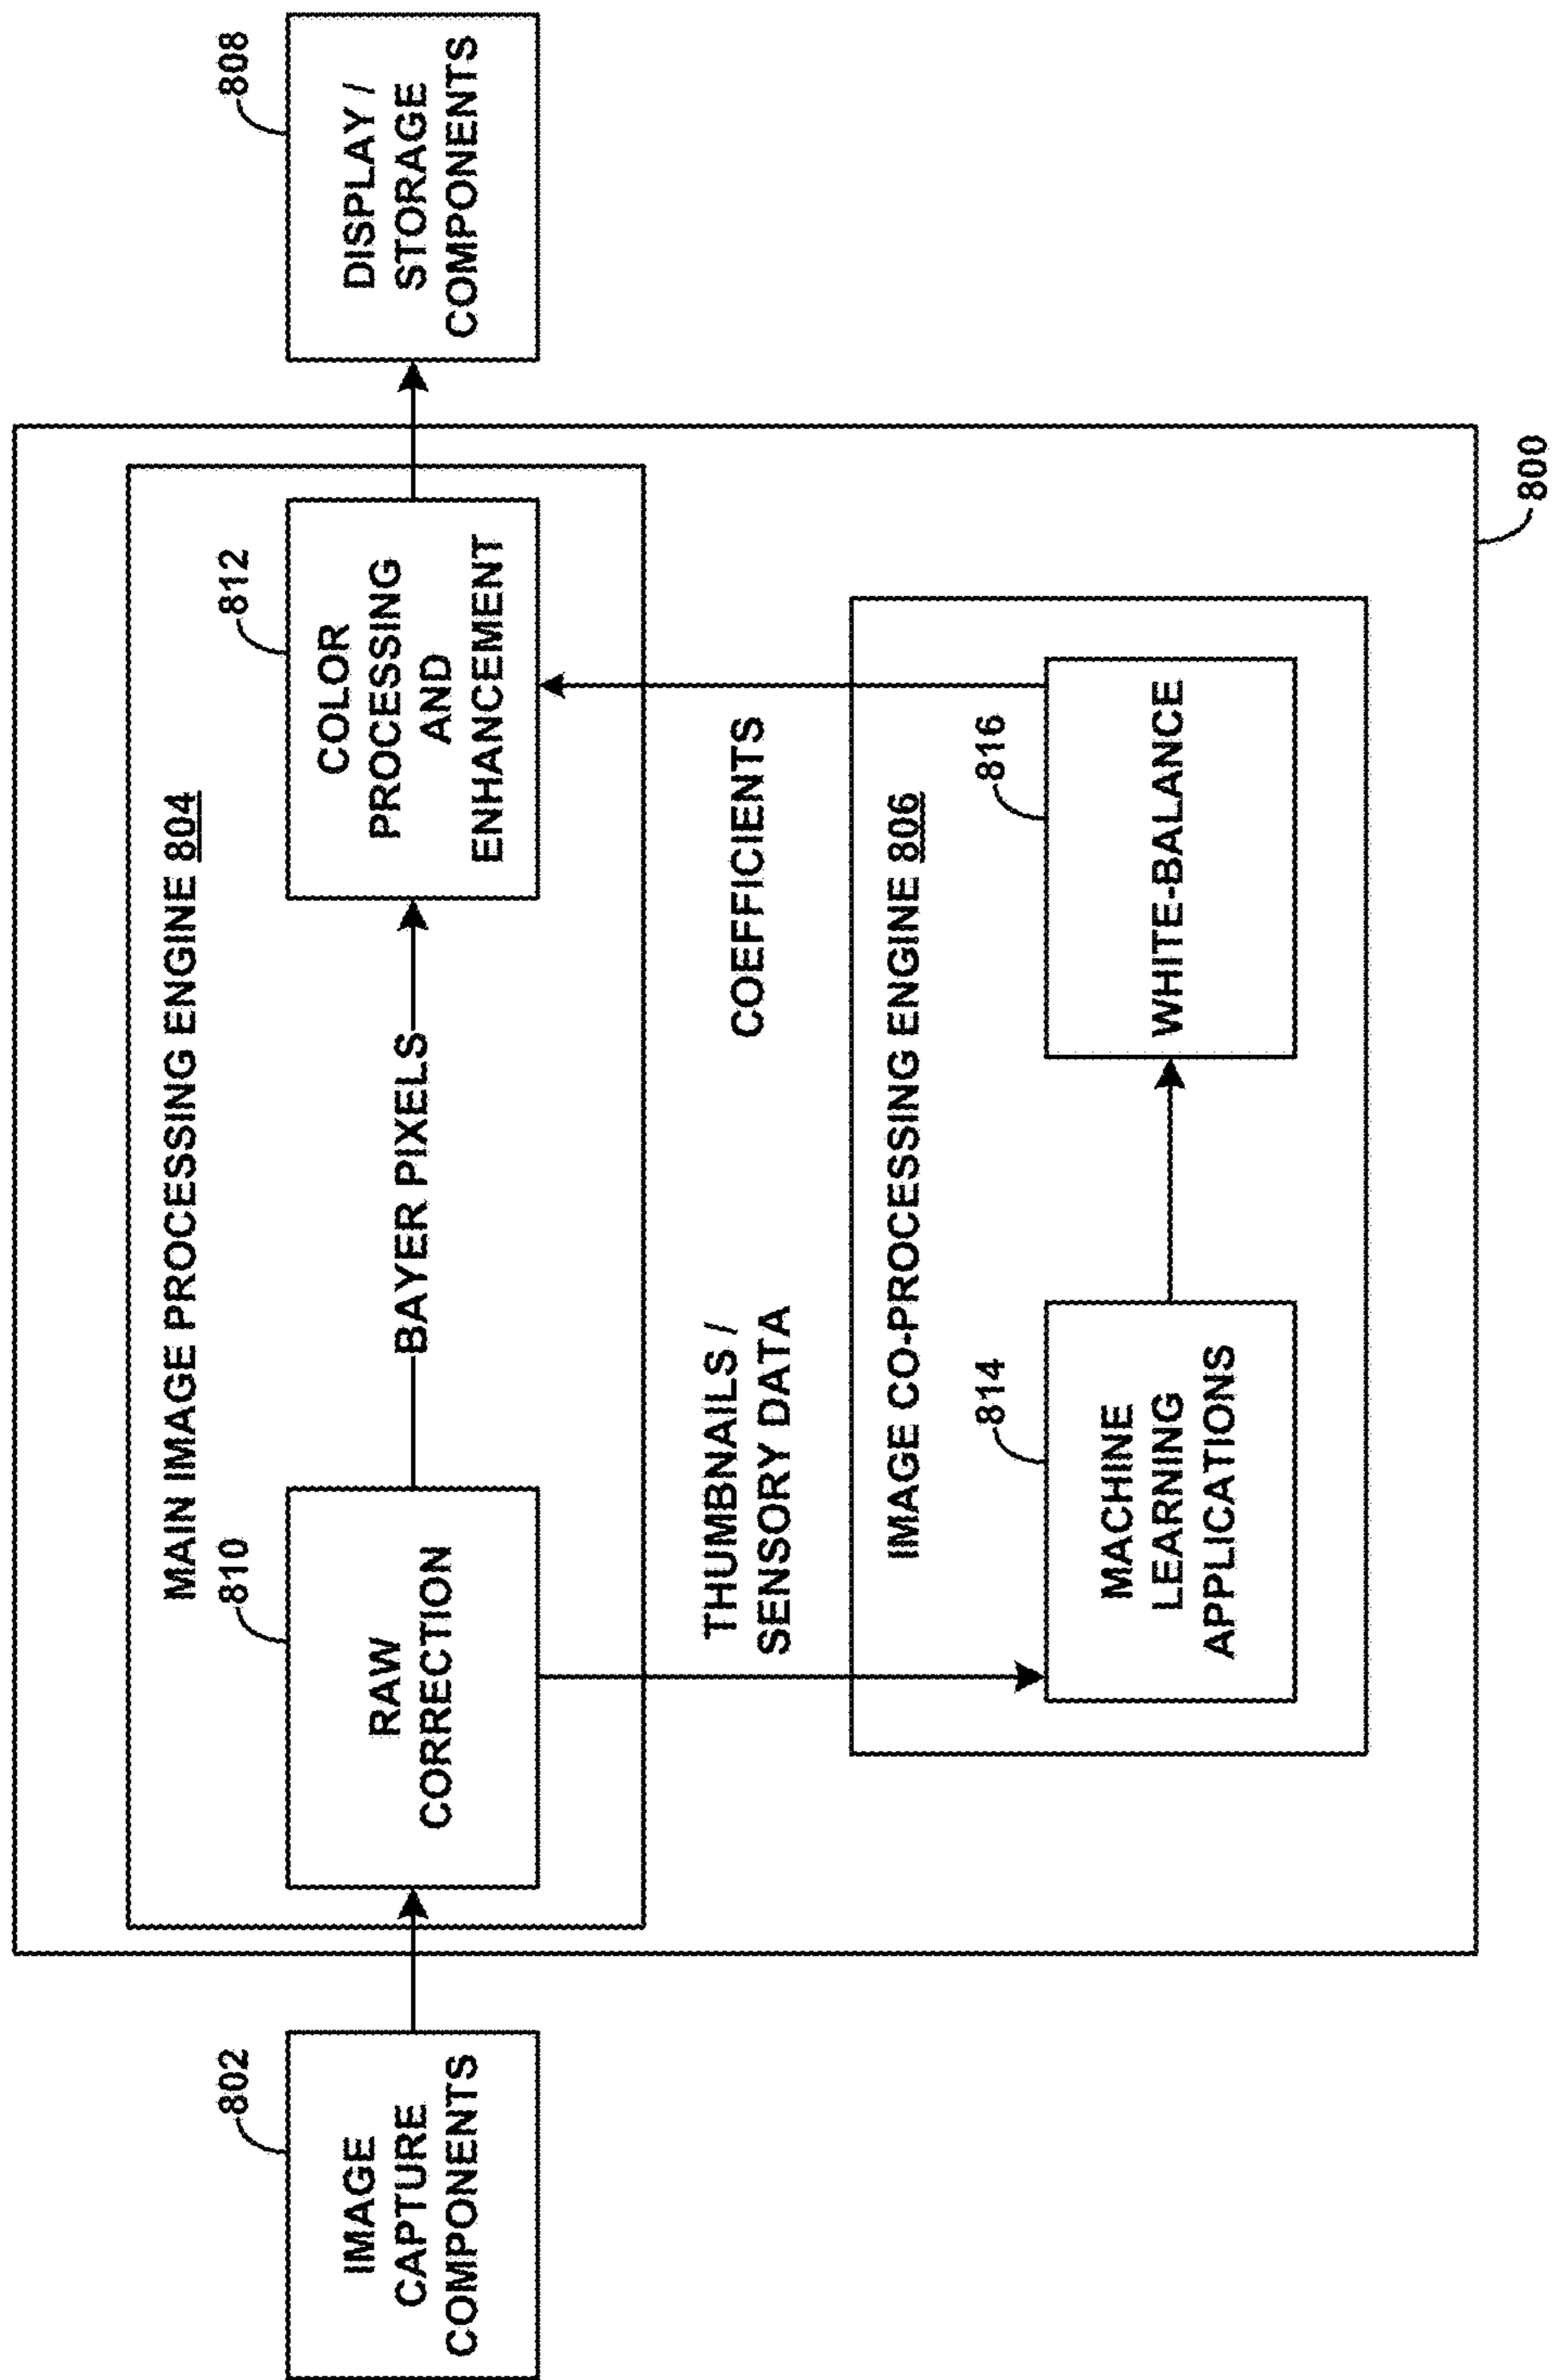 802
IMAGE
CAPTURE
COMPONENTS
MAIN IMAGE PROCESSING ENGINE 804
810
RAW
CORRECTION
BAYER PIXELS
812
COLOR
PROCESSING
AND
ENHANCEMENT
808
DISPLAY /
STORAGE
COMPONENTS
THUMBNAILS /
SENSORY DATA
COEFFICIENTS
IMAGE CO-PROCESSING ENGINE 806
814
MACHINE
LEARNING
APPLICATIONS
816
WHITE-BALANCE
800